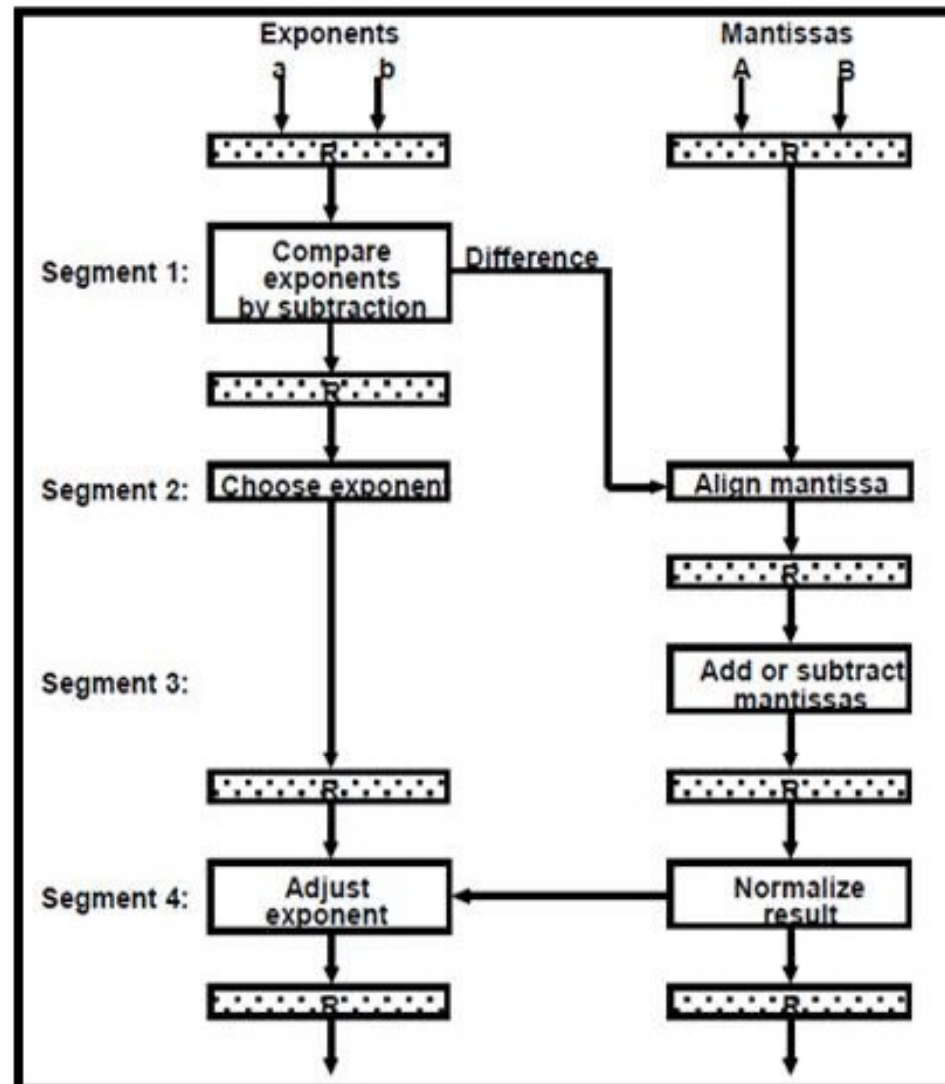 Exponents
Mantissas
a b
A B
R
R
Segment 1:
Compare
exponents
by subtraction
Difference
R
Segment 2:
Choose exponent
Align mantissa
R
Segment 3:
Add or subtract
mantissas
R
R
Segment 4:
Adjust
exponent
Normalize
result
R
R